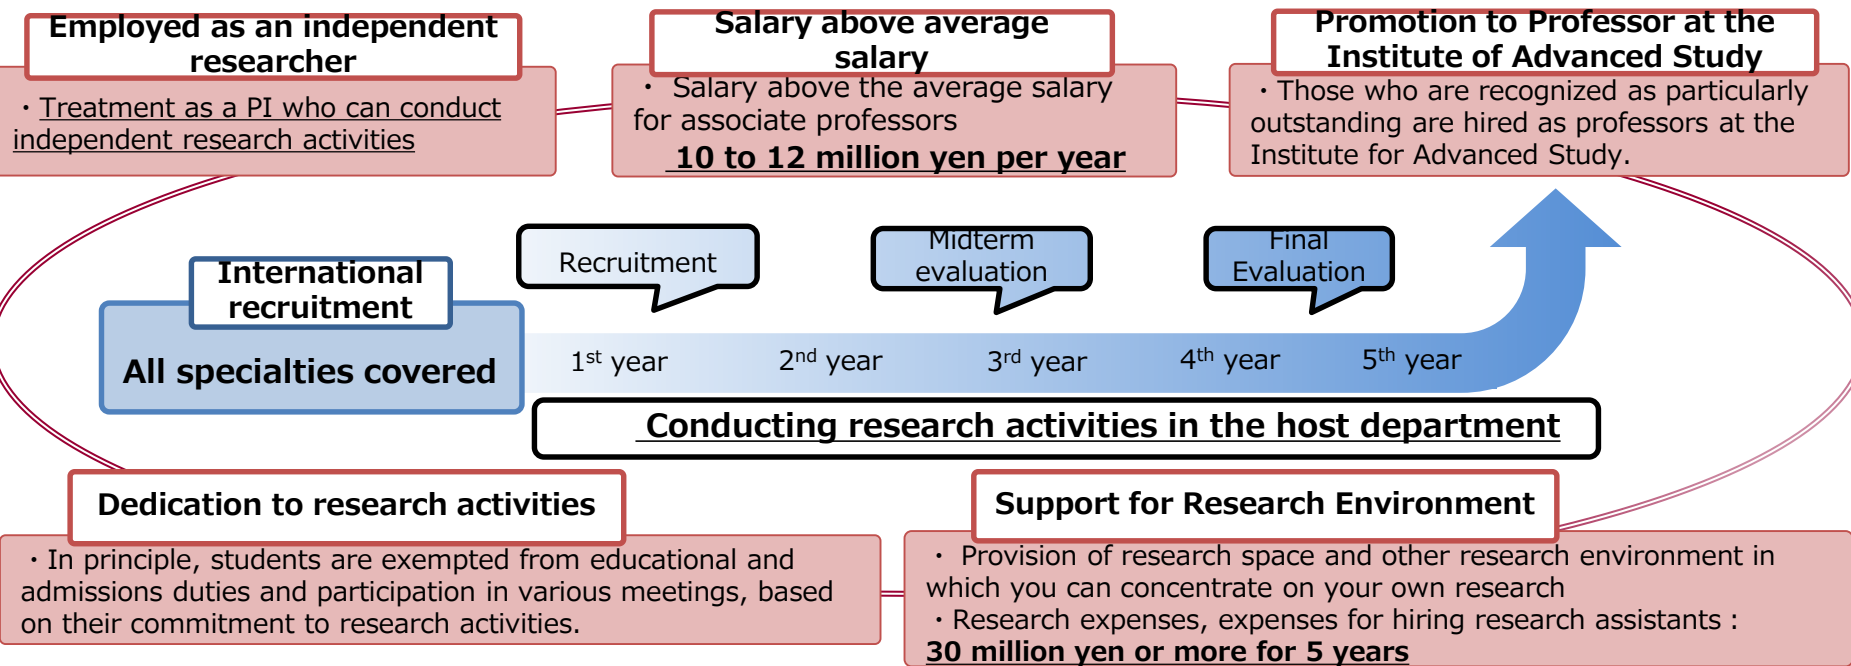 Employed as an independent
researcher
・Treatment as a PI who can conduct
independent research activities
Salary above average
salary
・ Salary above the average salary
for associate professors
10 to 12 million yen per year
Promotion to Professor at the
Institute of Advanced Study
・Those who are recognized as particularly
outstanding are hired as professors at the
Institute for Advanced Study.
International
recruitment
All specialties covered
Recruitment
Midterm
evaluation
Final
Evaluation
1st year
2nd year
3rd year
4th year
5th year
Conducting research activities in the host department
Dedication to research activities
・In principle, students are exempted from educational and
admissions duties and participation in various meetings, based
on their commitment to research activities.
Support for Research Environment
・ Provision of research space and other research environment in
which you can concentrate on your own research
・Research expenses, expenses for hiring research assistants :
30 million yen or more for 5 years